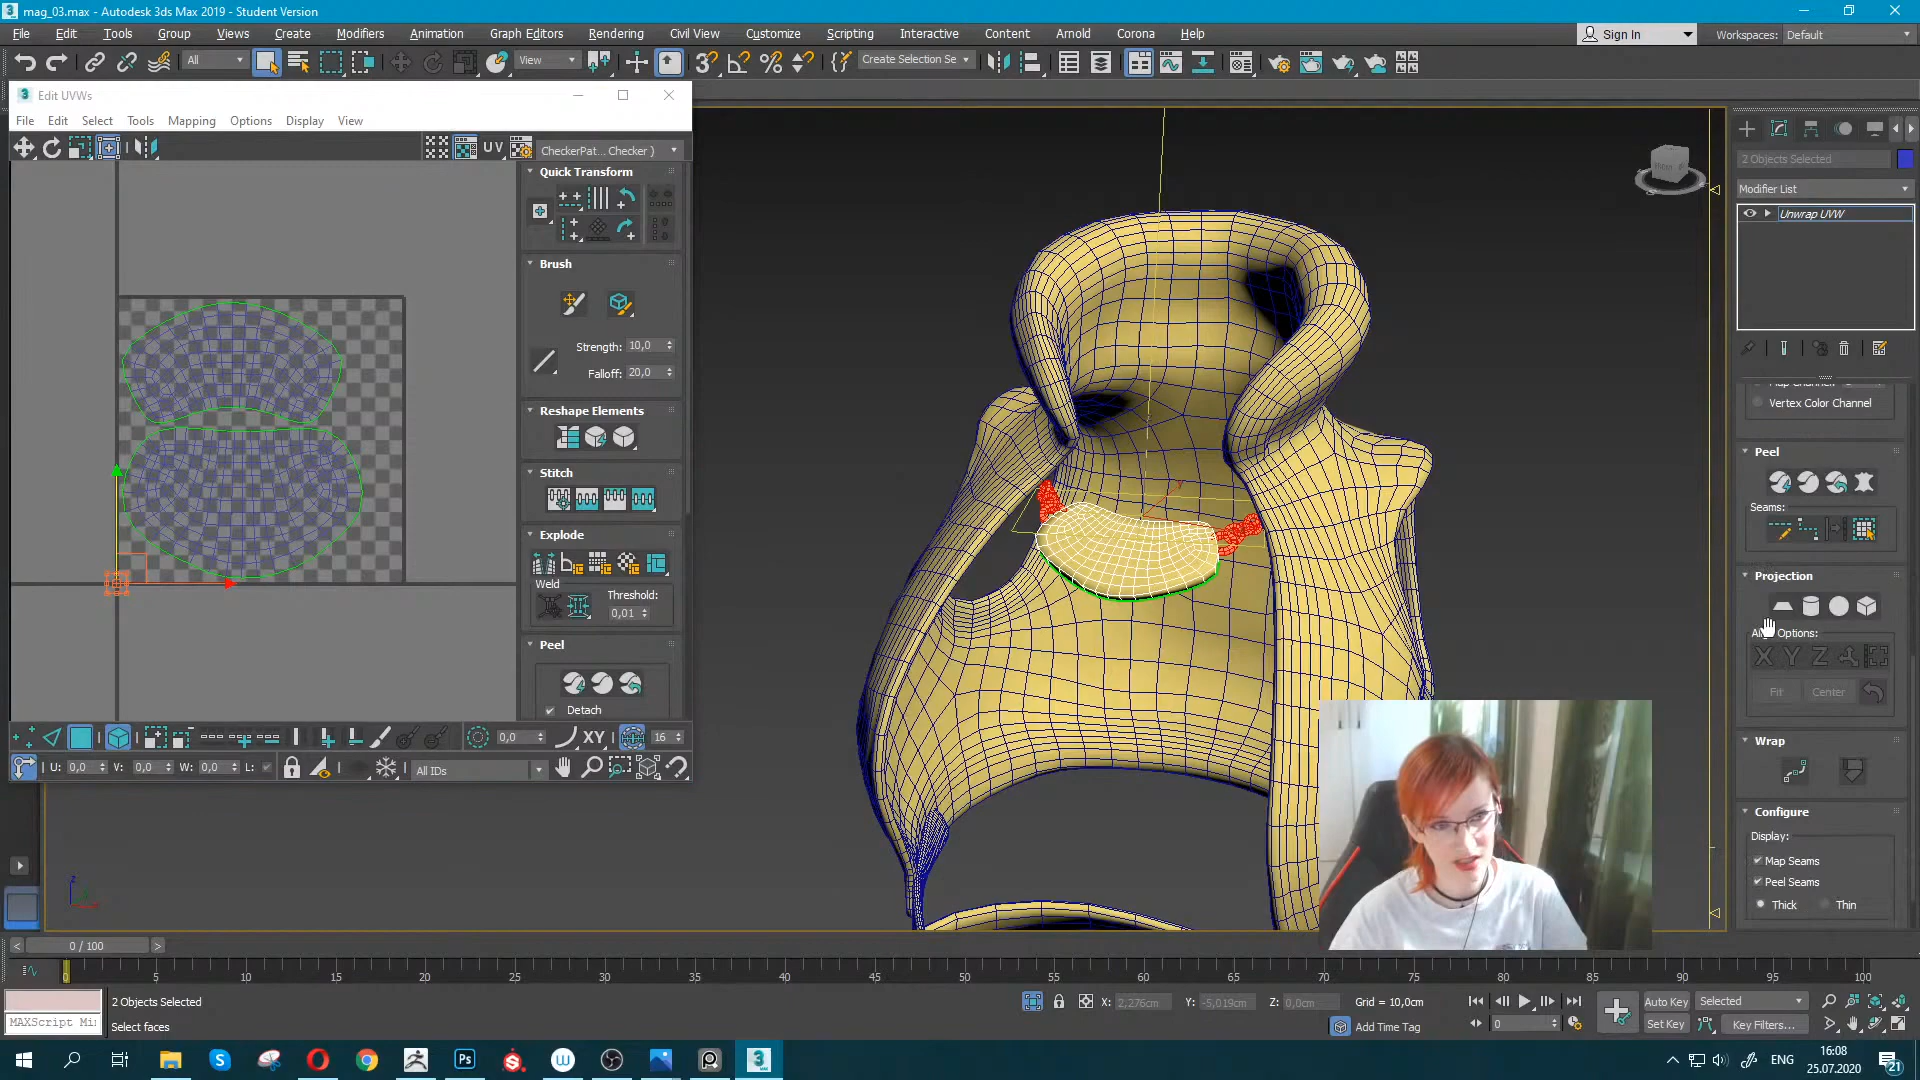 mag_03.max - Autodesk 3ds Max 2019 - Student Version
File Edit Tools Group Views Create Modifiers Animation Graph Editors Rendering Civil View Customize Scripting Interactive Content Arnold Corona Help
Sign In
Workspaces: Default
All
View
Create Selection Se
Edit UVWs
File Edit Select Tools Mapping Options Display View
UV
CheckerPat... Checker )
Quick Transform
Brush
Strength: 10,0
Falloff: 20,0
Reshape Elements
Stitch
Explode
Weld
Threshold:
0,01
Peel
Detach
0,0
XY
16
U: 0,0 V: 0,0 W: 0,0 L:
All IDs
2 Objects Selected
Modifier List
Unwrap UVW
Vertex Color Channel
Peel
Seams:
Projection
Options:
X Y Z
Fit Center
Wrap
Configure
Display:
Map Seams
Peel Seams
Thick Thin
0 / 100
0 5 10 15 20 25 30 35 40 45 50 55 60 65 70 75 80 85 90 95 100
2 Objects Selected
MAXScript Mi
Select faces
X: 2,276cm Y: -5,019cm Z: 0,0cm Grid = 10,0cm
Add Time Tag
0
Auto Key Selected
Set Key Key Filters...
ENG
16:08
25.07.2020
21